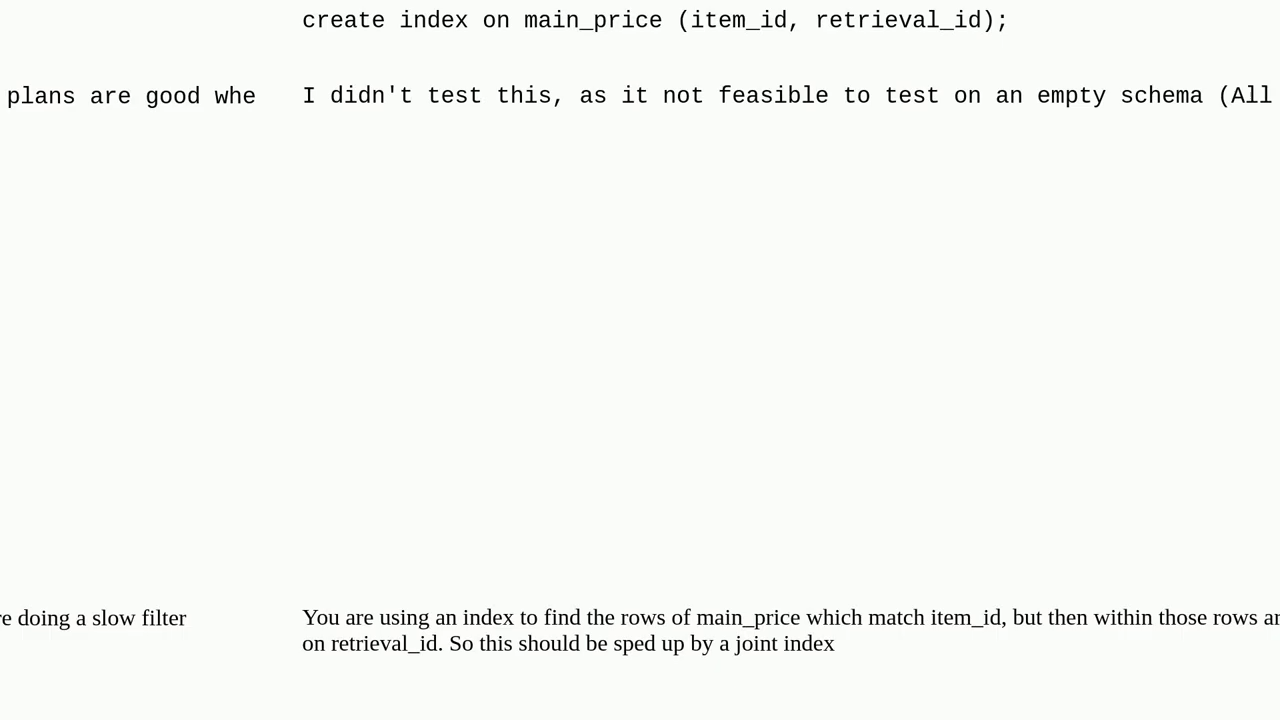 create index on main_price (item_id, retrieval_id);
plans are good whe
I didn't test this, as it not feasible to test on an empty schema (All
doing a slow filter
You are using an index to find the rows of main_price which match item_id, but then within those rows
on retrieval_id. So this should be sped up by a joint index